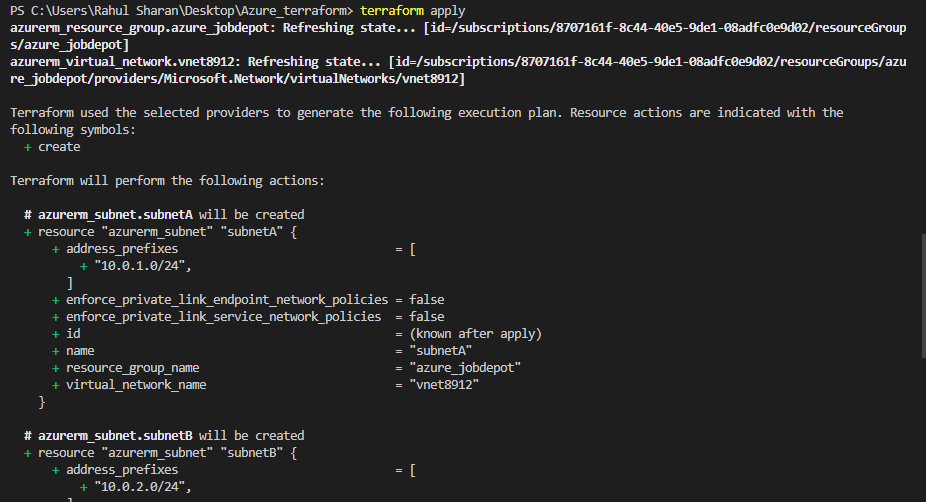 PS C:\Users\Rahul Sharan\Desktop\Azure_terraform> terraform apply
azurerm_resource_group.azure_jobdepot: Refreshing state... [id=/subscriptions/8707161f-8c44-40e5-9de1-08adfc0e9d02/resourceGroup
s/azure_jobdepot]
azurerm_virtual_network.vnet8912: Refreshing state... [id=/subscriptions/8707161f-8c44-40e5-9de1-08adfc0e9d02/resourceGroups/azu
re_jobdepot/providers/Microsoft.Network/virtualNetworks/vnet8912]
Terraform used the selected providers to generate the following execution plan. Resource actions are indicated with the
following symbols:
+ create
Terraform will perform the following actions:
# azurerm_subnet.subnetA will be created
+ resource "azurerm_subnet" "subnetA" {
+ address_prefixes = [
+ "10.0.1.0/24",
]
+ enforce_private_link_endpoint_network_policies = false
+ enforce_private_link_service_network_policies = false
+ id = (known after apply)
+ name = "subnetA"
+ resource_group_name = "azure_jobdepot"
+ virtual_network_name = "vnet8912"
}
# azurerm_subnet.subnetB will be created
+ resource "azurerm_subnet" "subnetB" {
+ address_prefixes = [
+ "10.0.2.0/24",
]